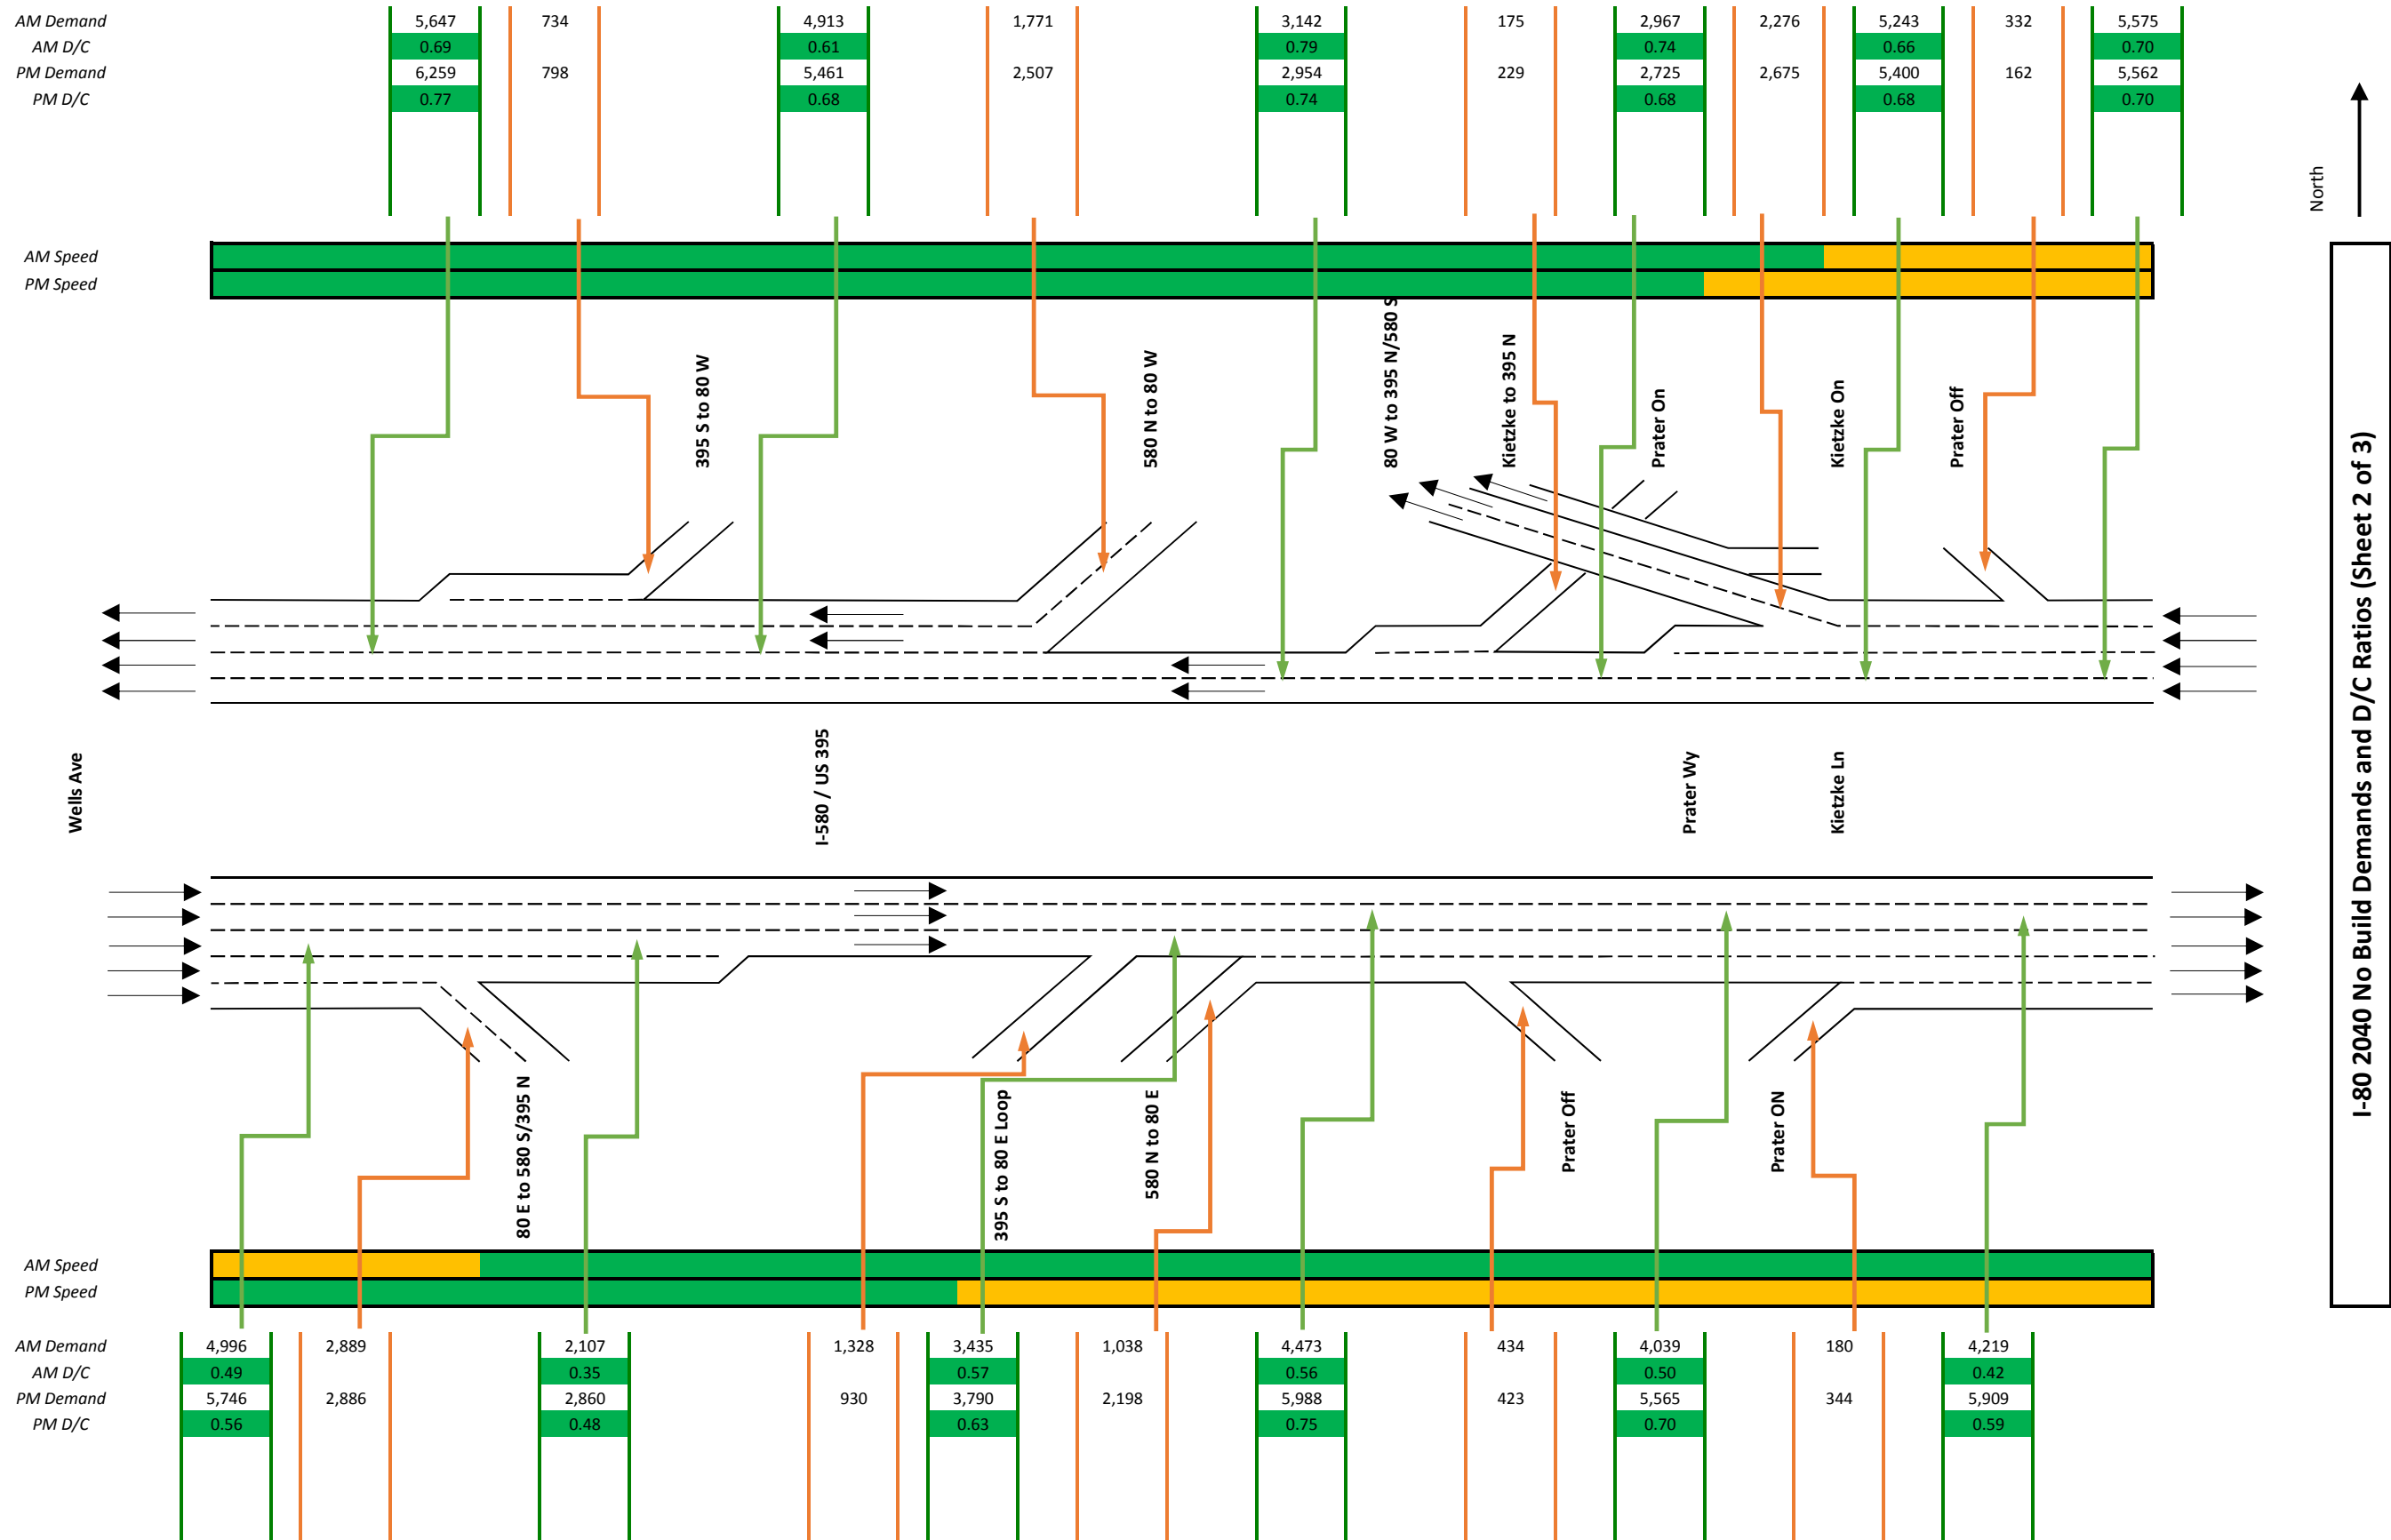 AM Demand 5,647 734 4,913 1,771 3,142 175 2,967 2,276 5,243 332 5,575
AM D/C 0.69 0.61 0.79 0.74 0.66 0.70
PM Demand 6,259 798 5,461 2,507 2,954 229 2,725 2,675 5,400 162 5,562
PM D/C 0.77 0.68 0.74 0.68 0.68 0.70
North
AM Speed
PM Speed
395 S to 80 W
580 N to 80 W
80 W to 395 N/580 S
Kietzke to 395 N
Prater On
Kietzke On
Prater Off
Wells Ave
I-580 / US 395
Prater Wy
Kietzke Ln
80 E to 580 S/395 N
395 S to 80 E Loop
580 N to 80 E
Prater Off
Prater ON
AM Speed
PM Speed
AM Demand 4,996 2,889 2,107 1,328 3,435 1,038 4,473 434 4,039 180 4,219
AM D/C 0.49 0.35 0.57 0.56 0.50 0.42
PM Demand 5,746 2,886 2,860 930 3,790 2,198 5,988 423 5,565 344 5,909
PM D/C 0.56 0.48 0.63 0.75 0.70 0.59
I-80 2040 No Build Demands and D/C Ratios (Sheet 2 of 3)